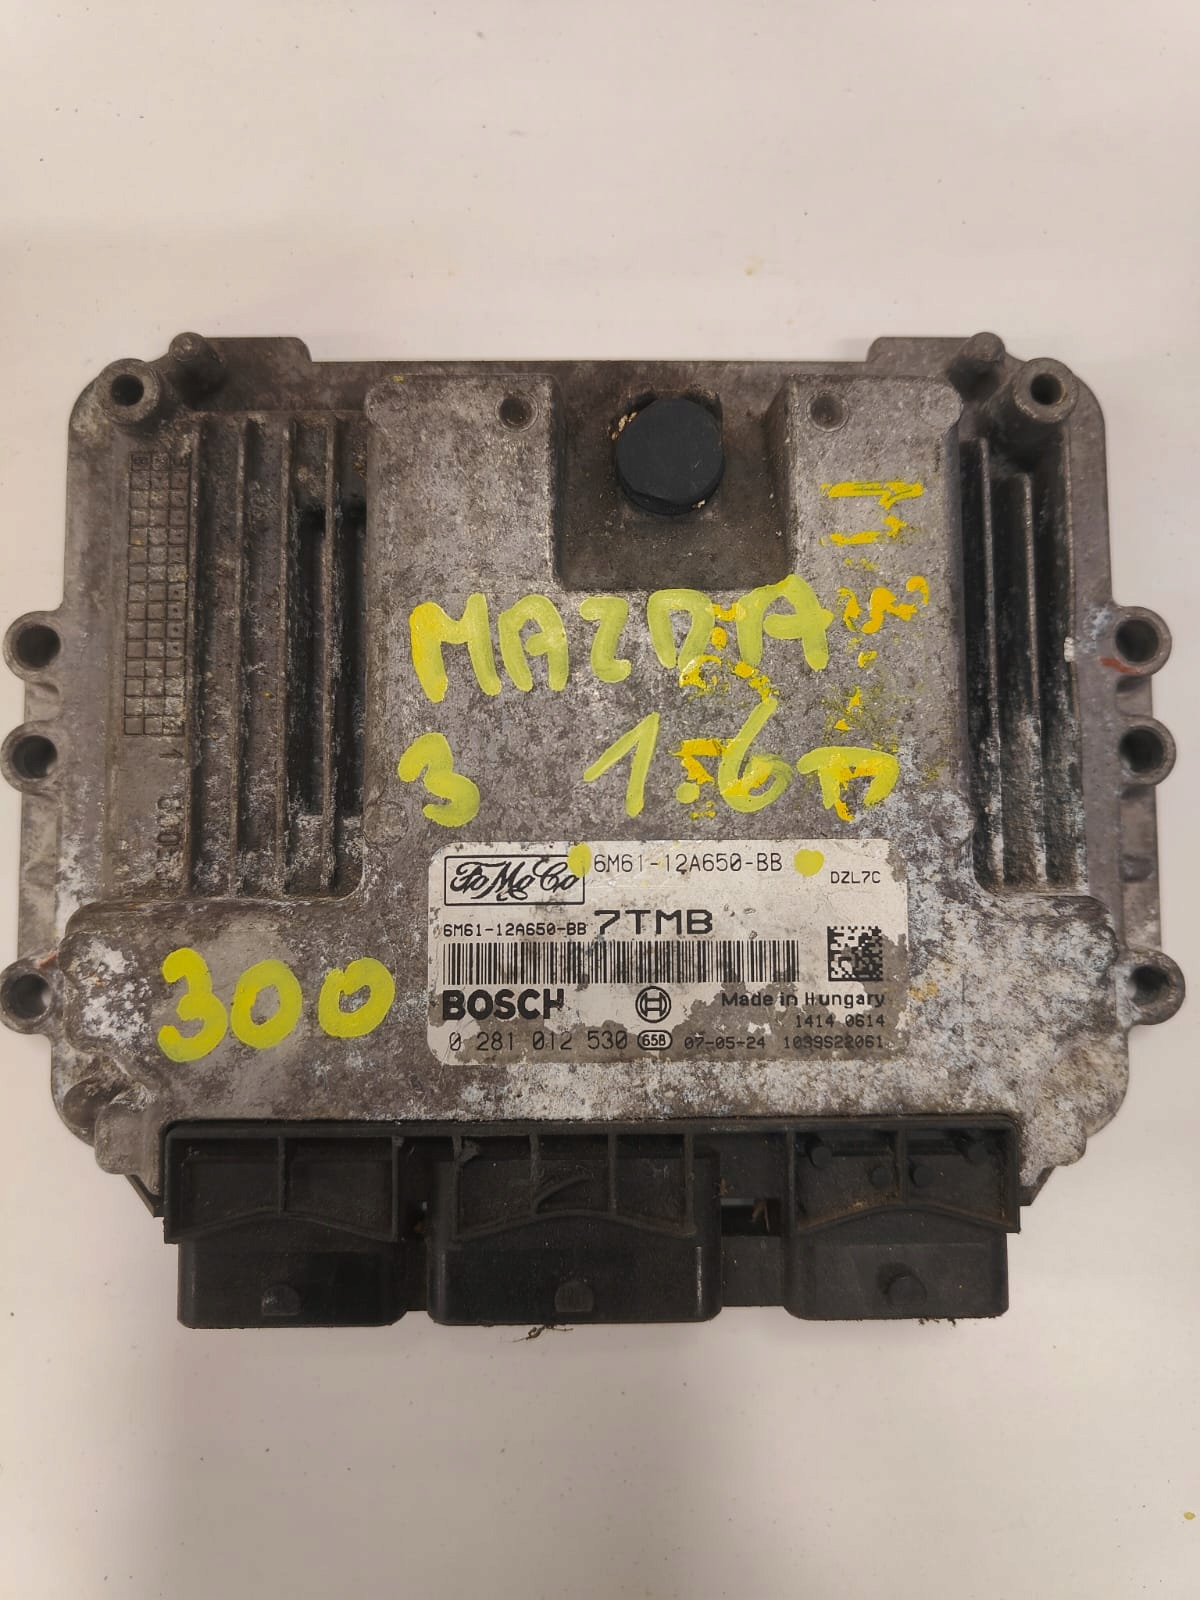 MAZDA
3 1.6D
FoMoCo 6M61-12A650-BB
DZL7C
6M61-12A650-BB 7TMB
BOSCH
Made in Hungary
1414 0614
0 281 012 530 65B 07-05-24 1039S22061
300